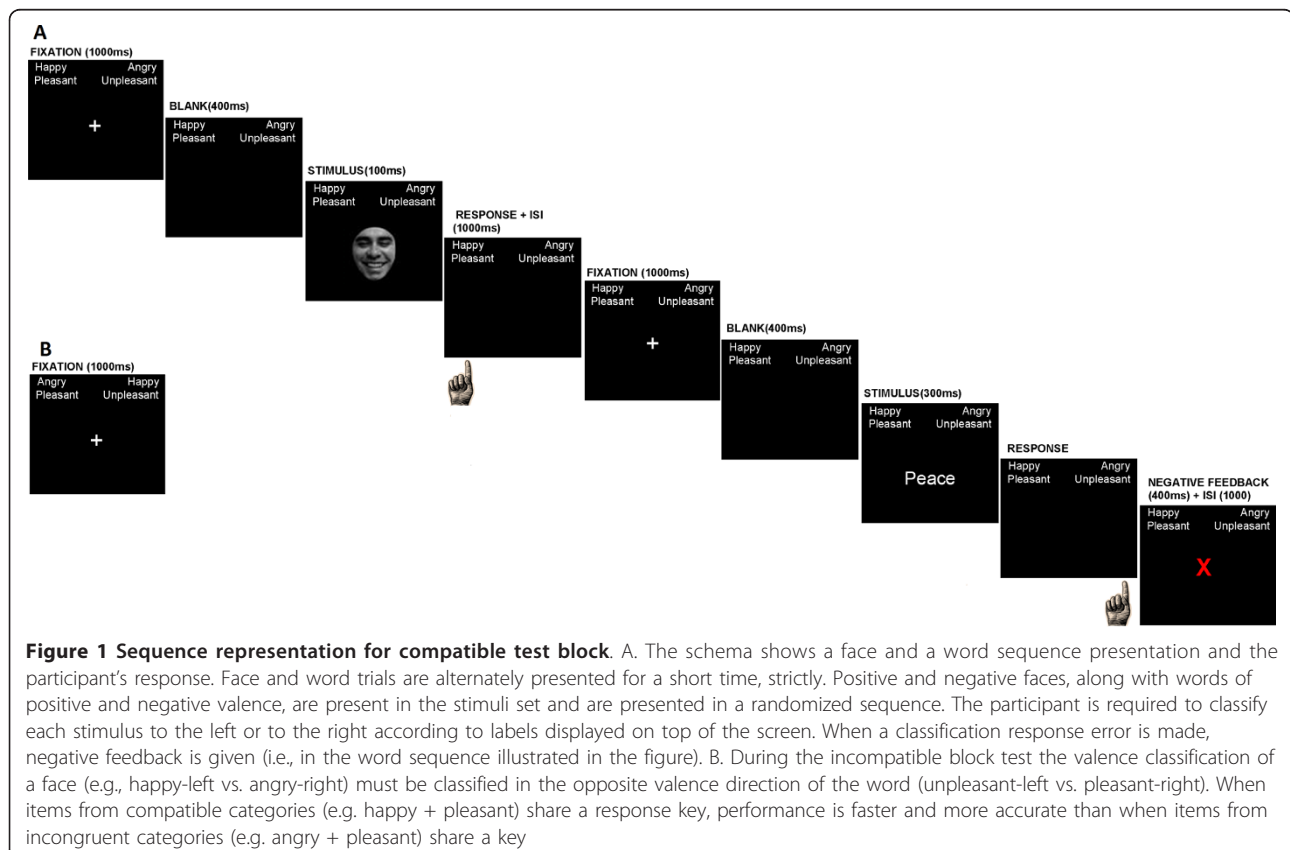 A
FIXATION (1000ms)
Happy Angry
Pleasant Unpleasant
+
BLANK(400ms)
Happy Angry
Pleasant Unpleasant
STIMULUS(100ms)
Happy Angry
Pleasant Unpleasant
RESPONSE + ISI
(1000ms)
Happy Angry
Pleasant Unpleasant
FIXATION (1000ms)
Happy Angry
Pleasant Unpleasant
+
BLANK(400ms)
Happy Angry
Pleasant Unpleasant
STIMULUS(300ms)
Happy Angry
Pleasant Unpleasant
Peace
RESPONSE
Happy Angry
Pleasant Unpleasant
NEGATIVE FEEDBACK
(400ms) + ISI (1000)
Happy Angry
Pleasant Unpleasant
X
B
FIXATION (1000ms)
Angry Happy
Pleasant Unpleasant
+
Figure 1 Sequence representation for compatible test block. A. The schema shows a face and a word sequence presentation and the
participant's response. Face and word trials are alternately presented for a short time, strictly. Positive and negative faces, along with words of
positive and negative valence, are present in the stimuli set and are presented in a randomized sequence. The participant is required to classify
each stimulus to the left or to the right according to labels displayed on top of the screen. When a classification response error is made,
negative feedback is given (i.e., in the word sequence illustrated in the figure). B. During the incompatible block test the valence classification of
a face (e.g., happy-left vs. angry-right) must be classified in the opposite valence direction of the word (unpleasant-left vs. pleasant-right). When
items from compatible categories (e.g. happy + pleasant) share a response key, performance is faster and more accurate than when items from
incongruent categories (e.g. angry + pleasant) share a key